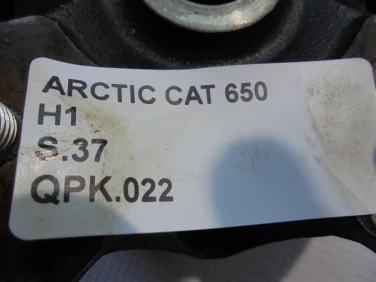 ARCTIC CAT 650
H1
S.37
QPK.022